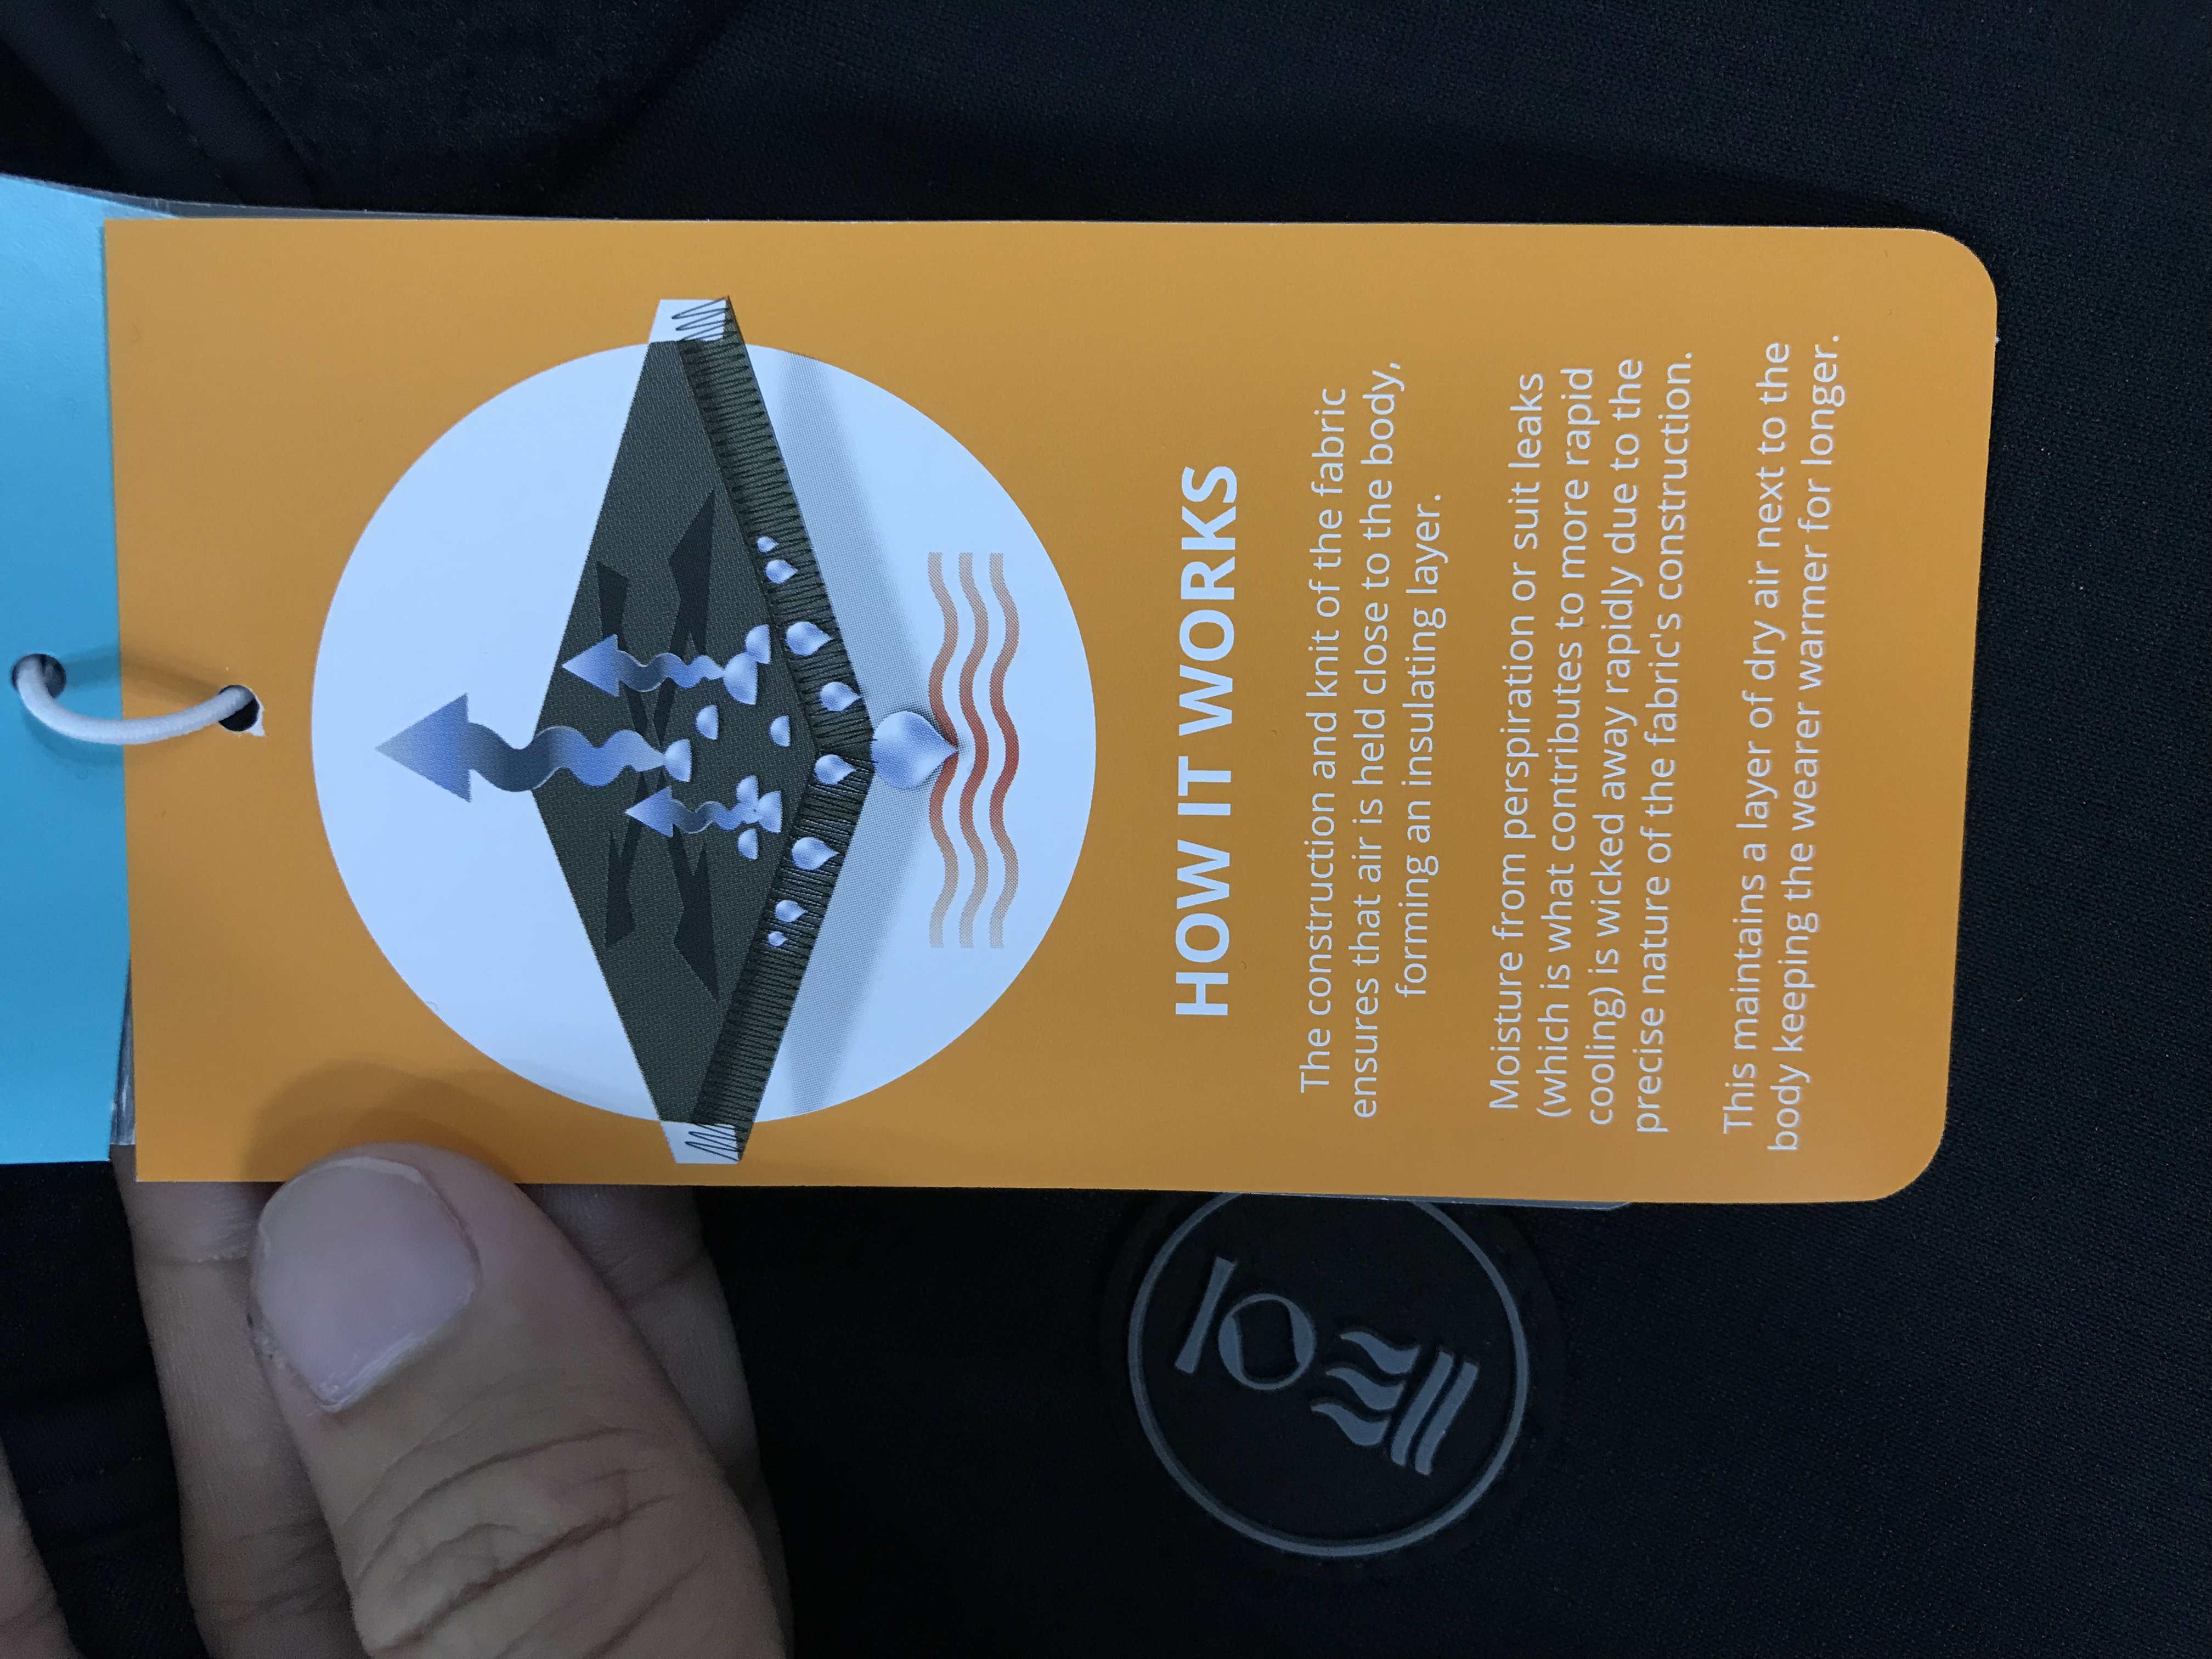 HOW IT WORKS
The construction and knit of the fabric
ensures that air is held close to the body,
forming an insulating layer.
Moisture from perspiration or suit leaks
(which is what contributes to more rapid
cooling) is wicked away rapidly due to the
precise nature of the fabric's construction.
This maintains a layer of dry air next to the
body keeping the wearer warmer for longer.